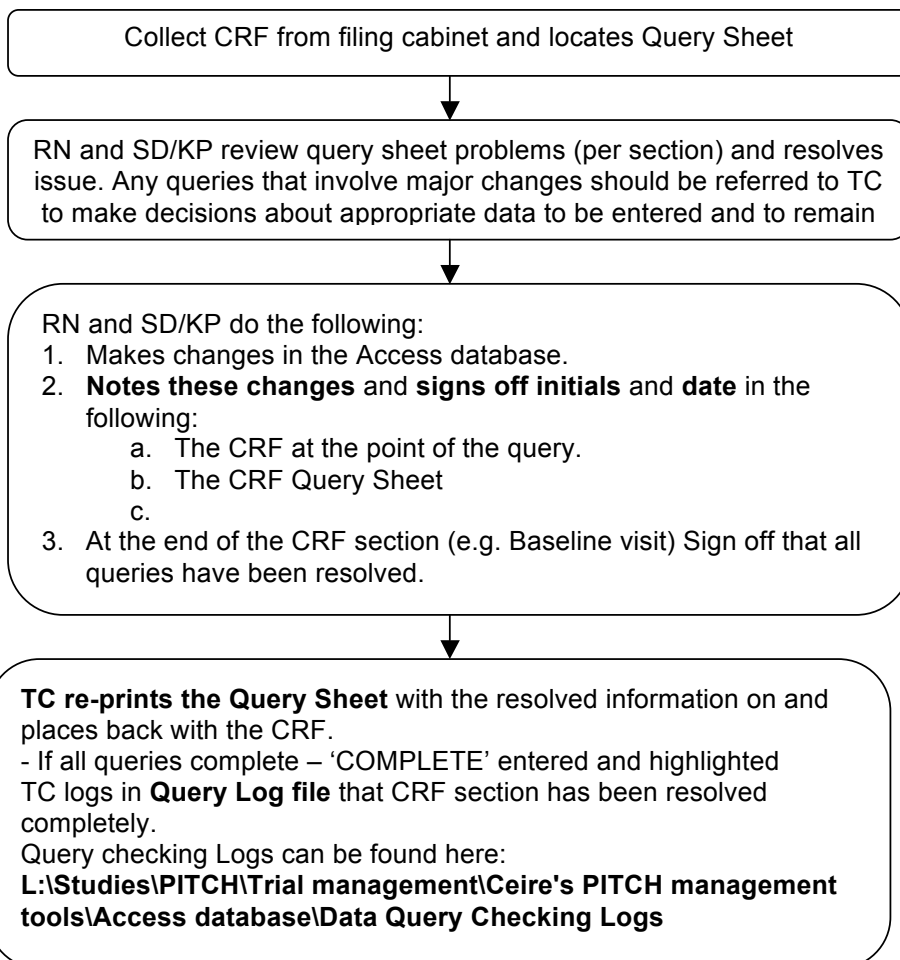 Collect CRF from filing cabinet and locates Query Sheet
RN and SD/KP review query sheet problems (per section) and resolves
issue. Any queries that involve major changes should be referred to TC
to make decisions about appropriate data to be entered and to remain
RN and SD/KP do the following:
1. Makes changes in the Access database.
2. Notes these changes and signs off initials and date in the
following:
a. The CRF at the point of the query.
b. The CRF Query Sheet
c.
3. At the end of the CRF section (e.g. Baseline visit) Sign off that all
queries have been resolved.
TC re-prints the Query Sheet with the resolved information on and
places back with the CRF.
- If all queries complete – ‘COMPLETE’ entered and highlighted
TC logs in Query Log file that CRF section has been resolved
completely.
Query checking Logs can be found here:
L:\Studies\PITCH\Trial management\Ceire's PITCH management
tools\Access database\Data Query Checking Logs